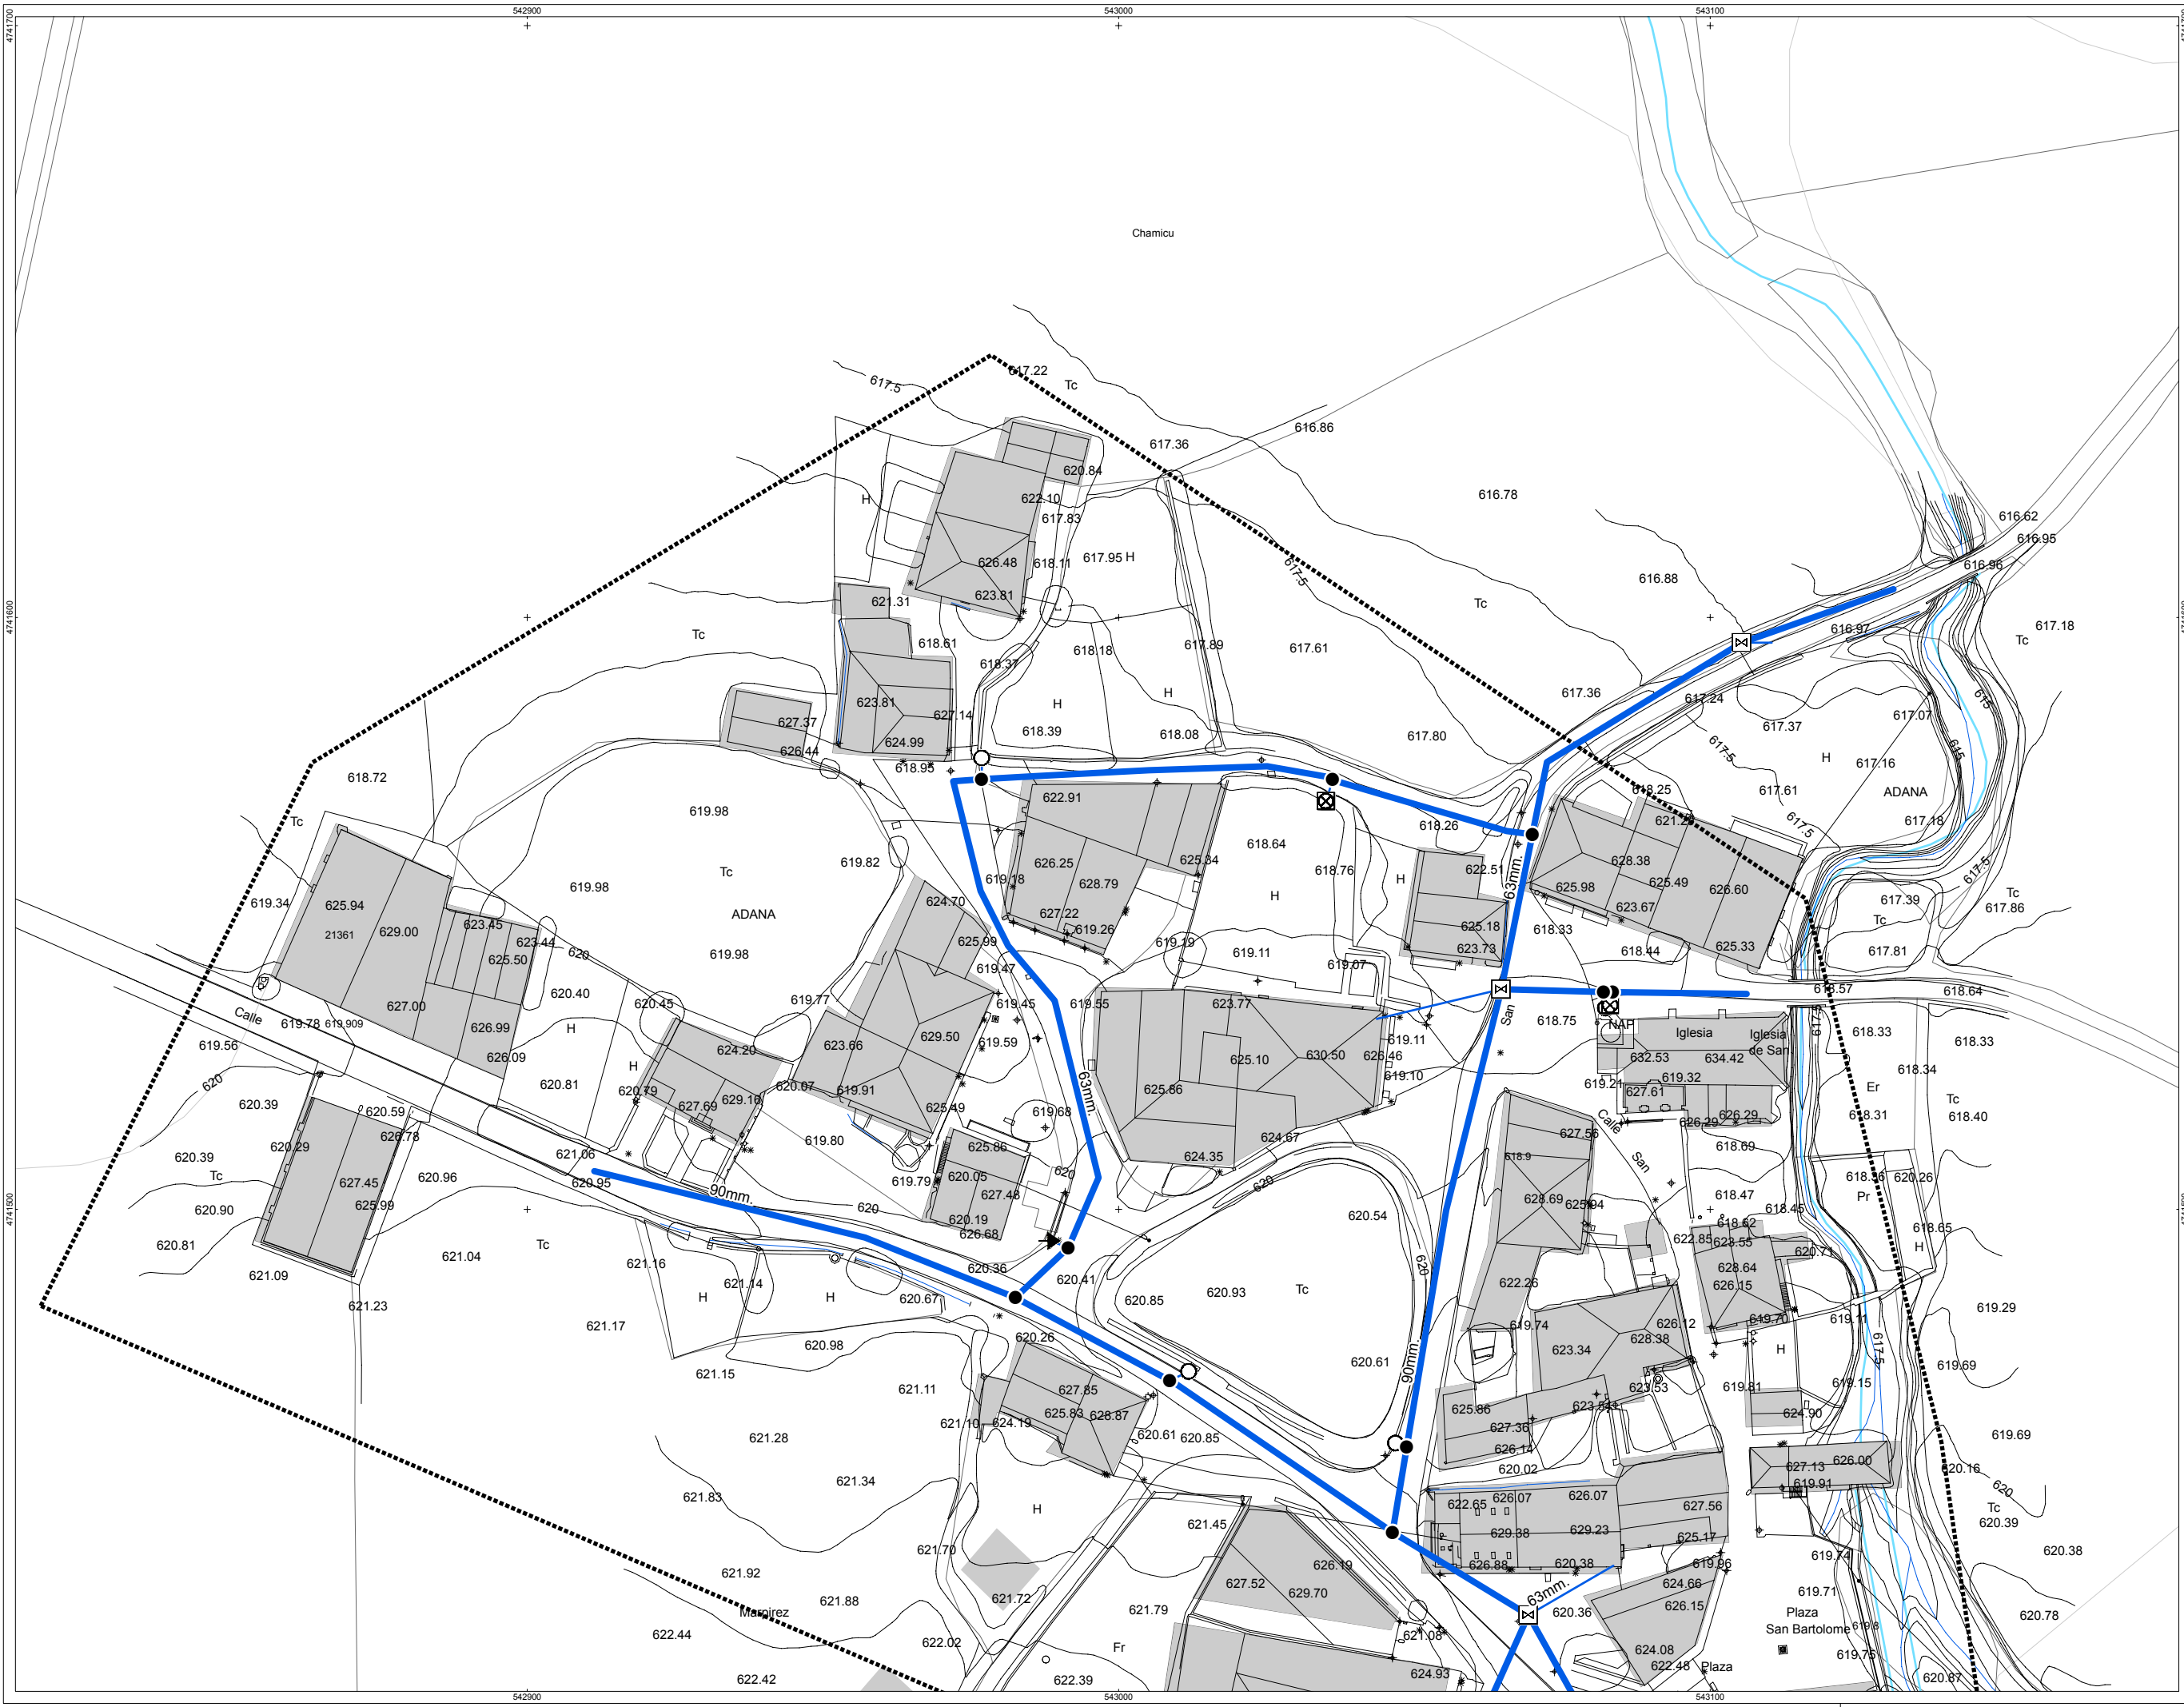 542900 543000 543100
4741700
Chamicu
617.22 Tc
617.5
616.86
617.36
620.84
H 622.10 616.78
617.83 616.62
616.95
617.95 H
626.48 618.11 616.96
617.5 616.88
621.31 623.81 Tc
Tc 618.61 617.89 616.97 617.18
618.18 617.61 Tc
618.37
H H 617.36
623.81 617.24 615
627.14 617.07
627.37 618.39 618.08 617.80 617.37
624.99
626.44 617.5 615
H
618.95 617.16
618.72
622.91 618.25 617.61 ADANA
Tc 619.98 618.26 617.5 617.18
618.64
619.82 626.25 625.34 618.76 622.51 63mm. 628.38
Tc 619.18 628.79 H 625.98 625.49 626.60 617.5
619.98 H Tc
619.34 625.94 624.70 623.67 617.39 617.86
ADANA 627.22 625.18 Tc
21361 629.00 623.45 619.26 618.33
623.44 625.99 619.19 623.73 618.44 625.33 617.81
620 619.98 619.11
625.50 619.47 619.07
618.57 618.64
620.40 620.45 619.77 619.45 619.55 623.77
627.00 San
Calle 619.78 619.909 626.99 H 618.75 NAP Iglesia Iglesia de San 618.33
619.56 623.66 629.50 619.59 619.11 618.33
624.20 625.10 630.50 626.46
626.09 632.53 634.42
H 619.10 618.34
620 620.81 620.79 620.07 619.91 63mm. 625.86 619.21 619.32 Er
627.61 Tc
620.39 620.59 627.69 629.16 625.49 619.68 Calle 626.29 626.29 618.31 618.40
626.78 619.80 624.67 627.56
620.29 625.86 618.69
621.06 624.35 618.9 San
620.39 620
Tc 620.96 620.95 619.79 620.05 618.36 620.26
627.45 90mm. 620 627.48 620 628.69 625.94 618.47 Pr
620.90 625.99 620.19 620.54 618.45
626.68 618.62 618.65
620.81 621.04 Tc 622.85 623.55 620.71 H
621.09 621.16 620.36 628.64
621.14 620.41 620 622.26 626.15
H H 620.67 620.85 620.93 Tc
621.23 619.29
621.17 620.26 619.74 626.12 619.70 619.11
620.98 628.38
623.34 H 617.5
621.15 620.61 90mm. 619.69
621.11 627.85 623.53 619.81 619.15
621.10 624.19 625.83 628.87 625.86
627.36 624.90
621.28 620.61 620.85 626.14 619.69
620.02 627.13 626.00 620.16
621.34 619.91
621.83 622.65 626.07 626.07 627.56 620
H Tc
621.45 629.38 629.23 625.17 620.39
621.70 626.19 626.88 620.38 619.96 619.74 620.38
621.92 627.52 624.66
629.70 63mm. 626.15 619.71
Marpirez 621.88 621.72 621.79 620.36 Plaza
San Bartolome 619.8 620.78
622.44 622.02 Fr 621.08 624.08 619.75
622.42 622.39 624.93 622.48 Plaza 620.87
542900 543000 543100
4741600
4741500